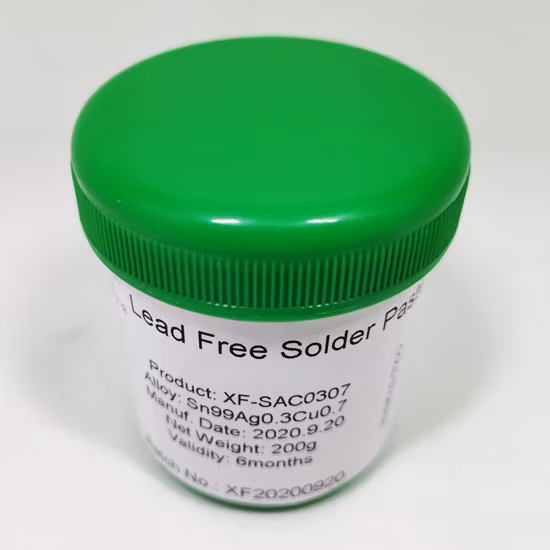 Lead Free Solder Paste
Product: XF-SAC0307
Alloy: Sn99Ag0.3Cu0.7
Manuf. Date: 2020.9.20
Net Weight: 200g
Validity: 6months
Batch No.: XF20200920